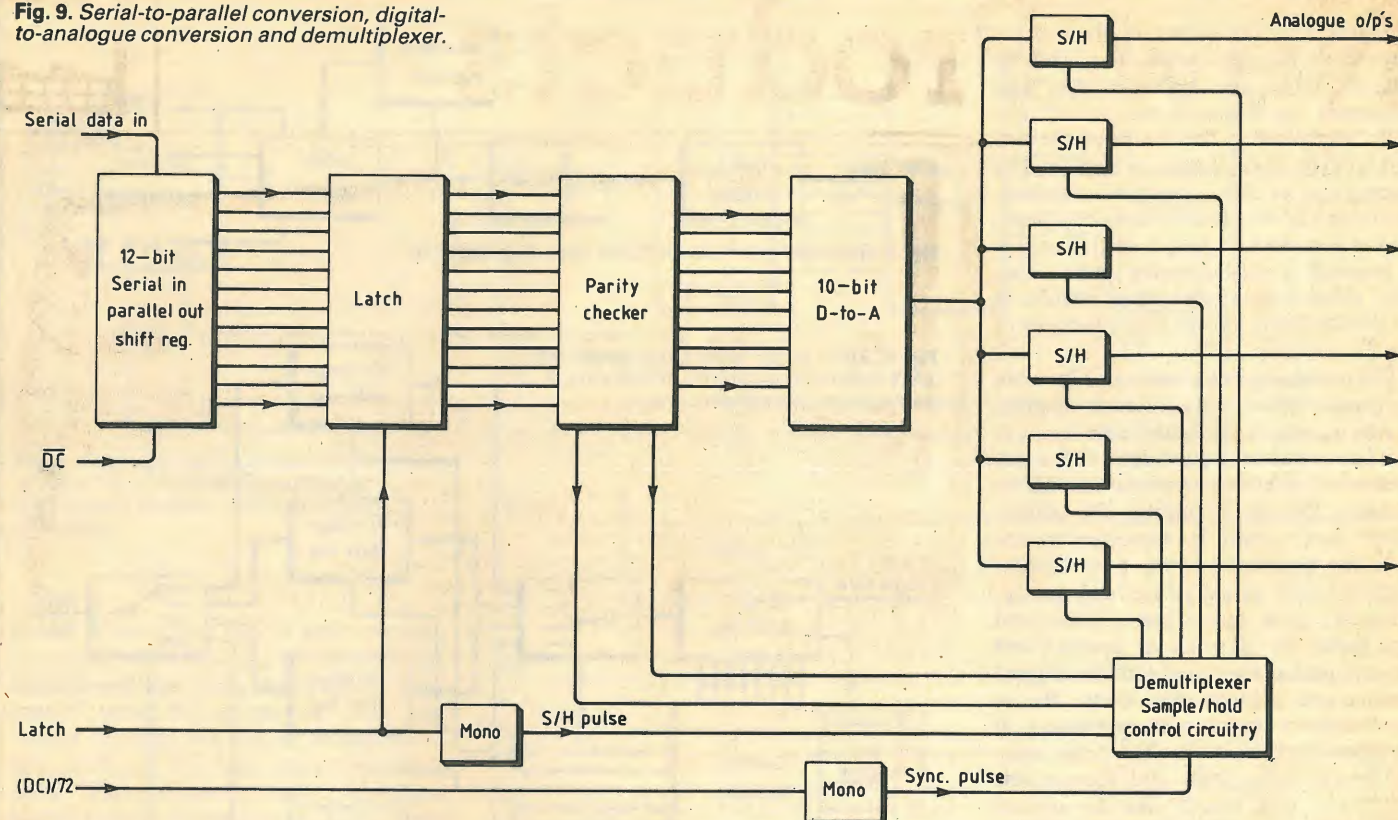 Fig. 9. Serial-to-parallel conversion, digital-
to-analogue conversion and demultiplexer.
Analogue o/p's
S/H
S/H
S/H
S/H
S/H
S/H
Serial data in
12-bit
Serial in
parallel out
shift reg.
Latch
Parity
checker
10-bit
D-to-A
D̅C̅
Demultiplexer
Sample/hold
control circuitry
Latch
Mono
S/H pulse
(DC)/72
Mono
Sync. pulse